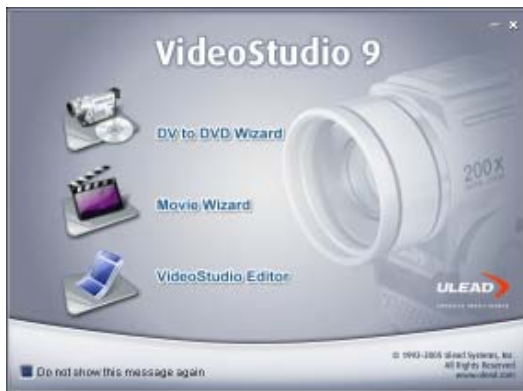 VideoStudio 9
DV to DVD Wizard
200X
Movie Wizard
VideoStudio Editor
ULEAD
© 1992-2005 Ulead Systems, Inc.
All Rights Reserved
www.ulead.com
Do not show this message again